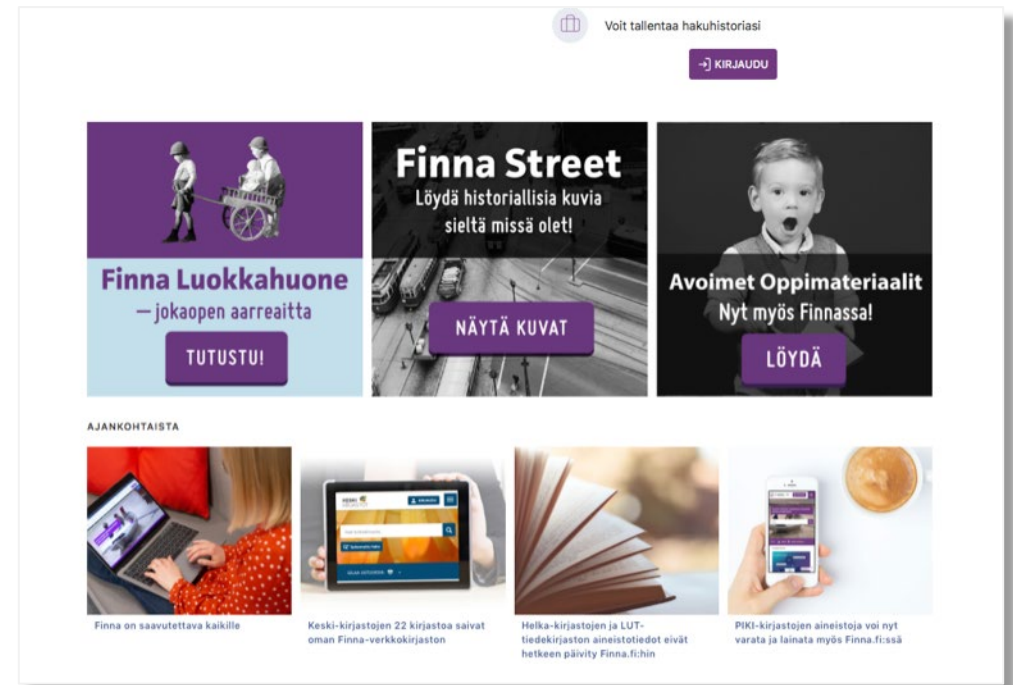 Voit tallentaa hakuhistoriasi
KIRJAUDU
Finna Luokkahuone
— jokaopen aarreaitta
TUTUSTU!
Finna Street
Löydä historiallisia kuvia
sieltä missä olet!
NÄYTÄ KUVAT
Avoimet Oppimateriaalit
Nyt myös Finnassa!
LÖYDÄ
AJANKOHTAISTA
Finna on saavutettava kaikille
Keski-kirjastojen 22 kirjastoa saivat
oman Finna-verkkokirjaston
Helka-kirjastojen ja LUT-
tiedekirjaston aineistotiedot eivät
hetkeen päivity Finna.fi:hin
PIKI-kirjastojen aineistoja voi nyt
varata ja lainata myös Finna.fi:ssä